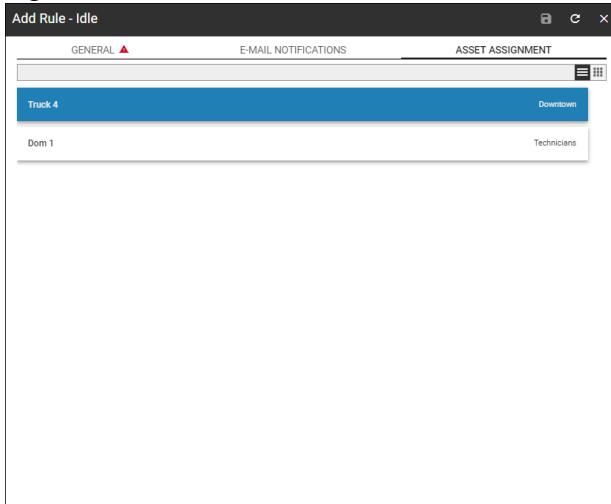 Add Rule - Idle
GENERAL E-MAIL NOTIFICATIONS ASSET ASSIGNMENT
Truck 4 Downtown
Dom 1 Technicians